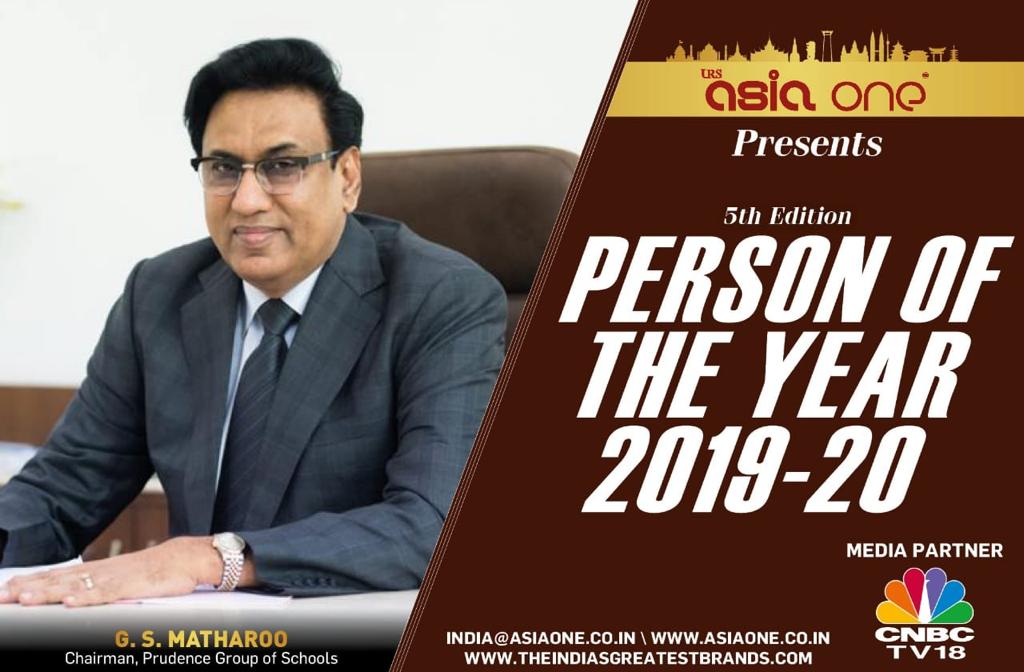 URS
asia one
Presents
5th Edition
PERSON OF
THE YEAR
2019-20
MEDIA PARTNER
CNBC
TV18
G. S. MATHAROO
Chairman, Prudence Group of Schools
INDIA@ASIAONE.CO.IN \ WWW.ASIAONE.CO.IN
WWW.THEINDIASGREATESTBRANDS.COM